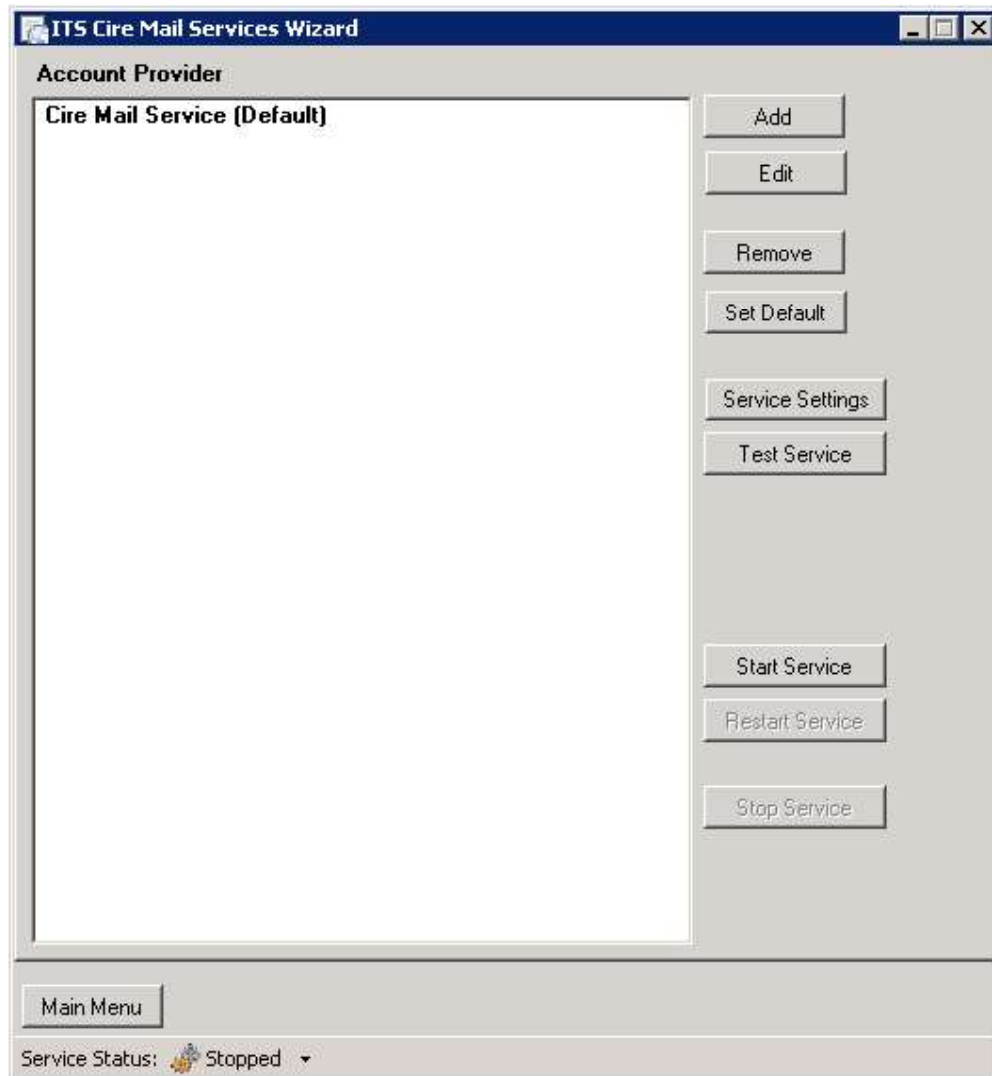 ITS Cire Mail Services Wizard
Account Provider
Cire Mail Service (Default)
Add
Edit
Remove
Set Default
Service Settings
Test Service
Start Service
Restart Service
Stop Service
Main Menu
Service Status: Stopped